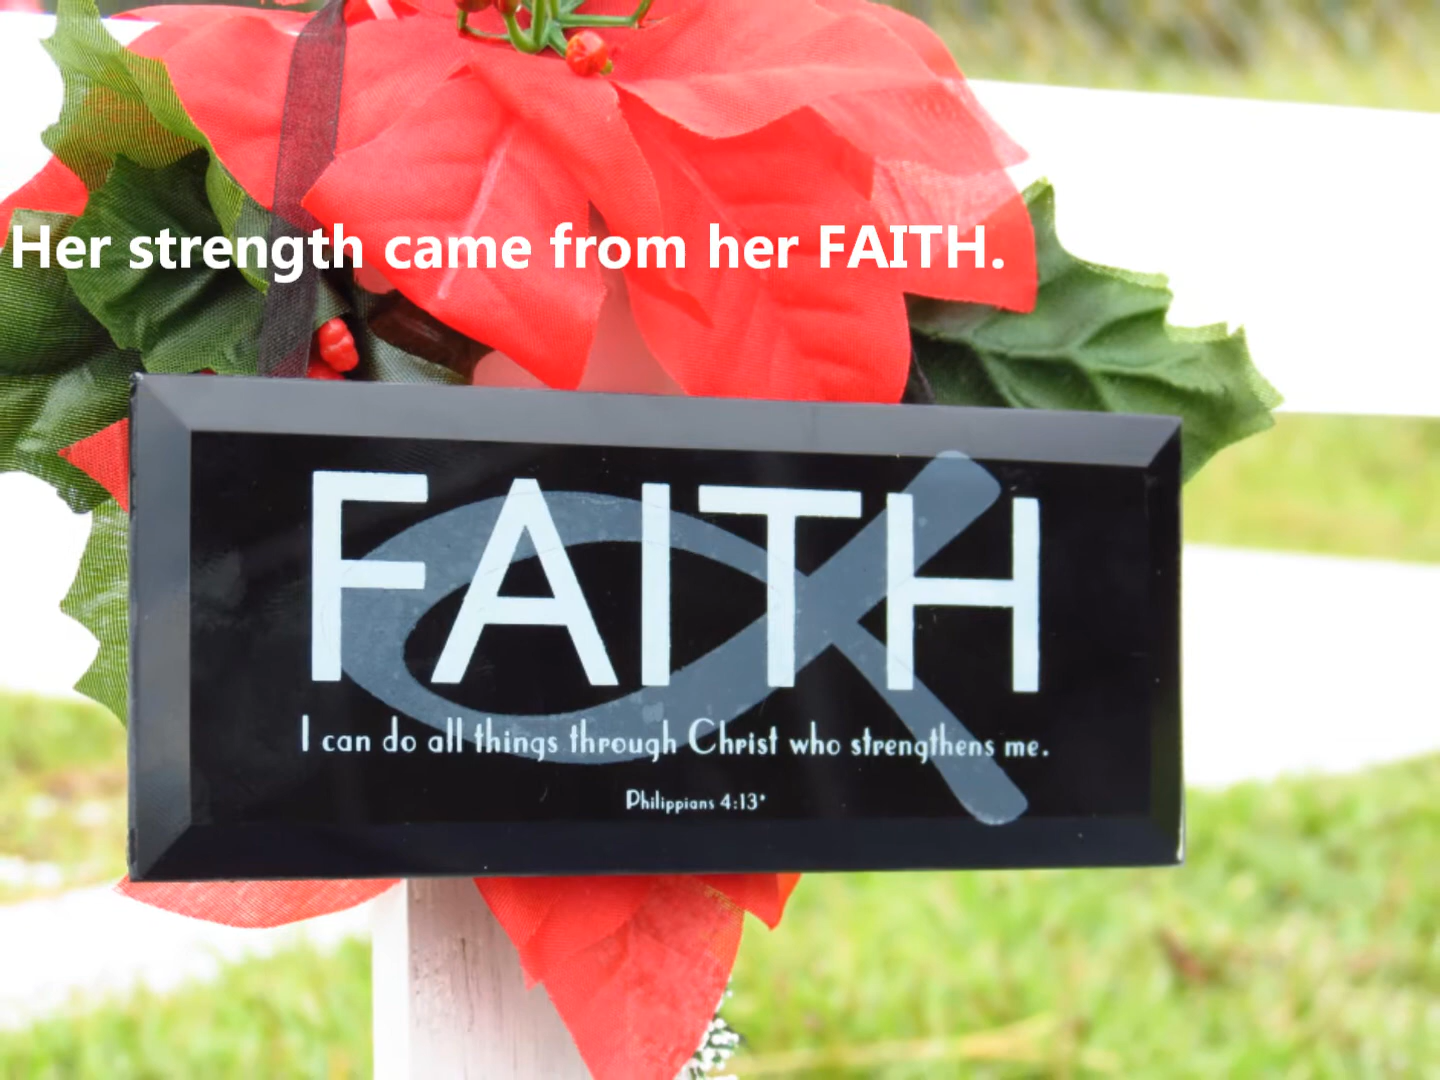 Her strength came from her FAITH.
FAITH
I can do all things through Christ who strengthens me.
Philippians 4:13*